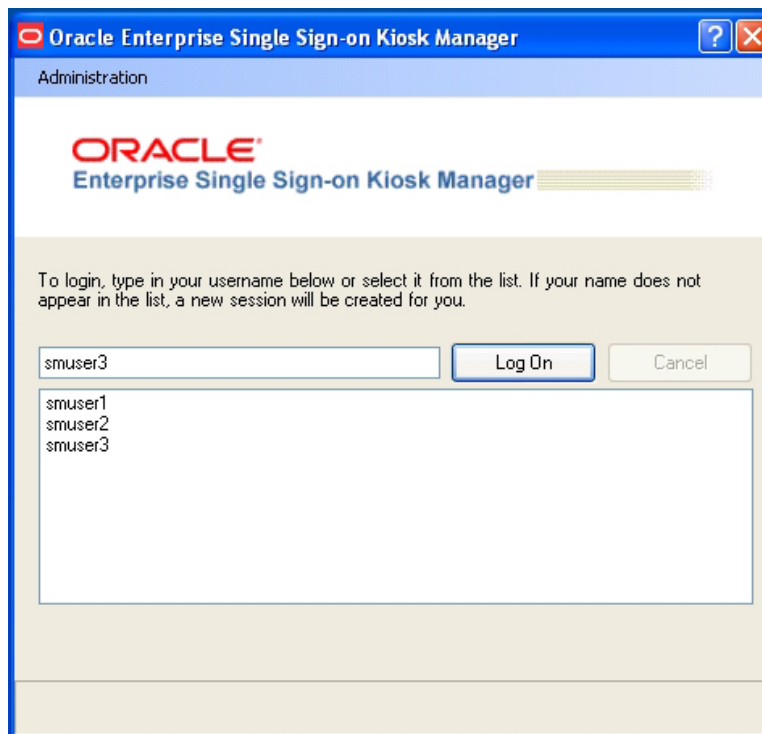 Oracle Enterprise Single Sign-on Kiosk Manager
Administration
ORACLE
Enterprise Single Sign-on Kiosk Manager
To login, type in your username below or select it from the list. If your name does not
appear in the list, a new session will be created for you.
smuser3 Log On Cancel
smuser1
smuser2
smuser3